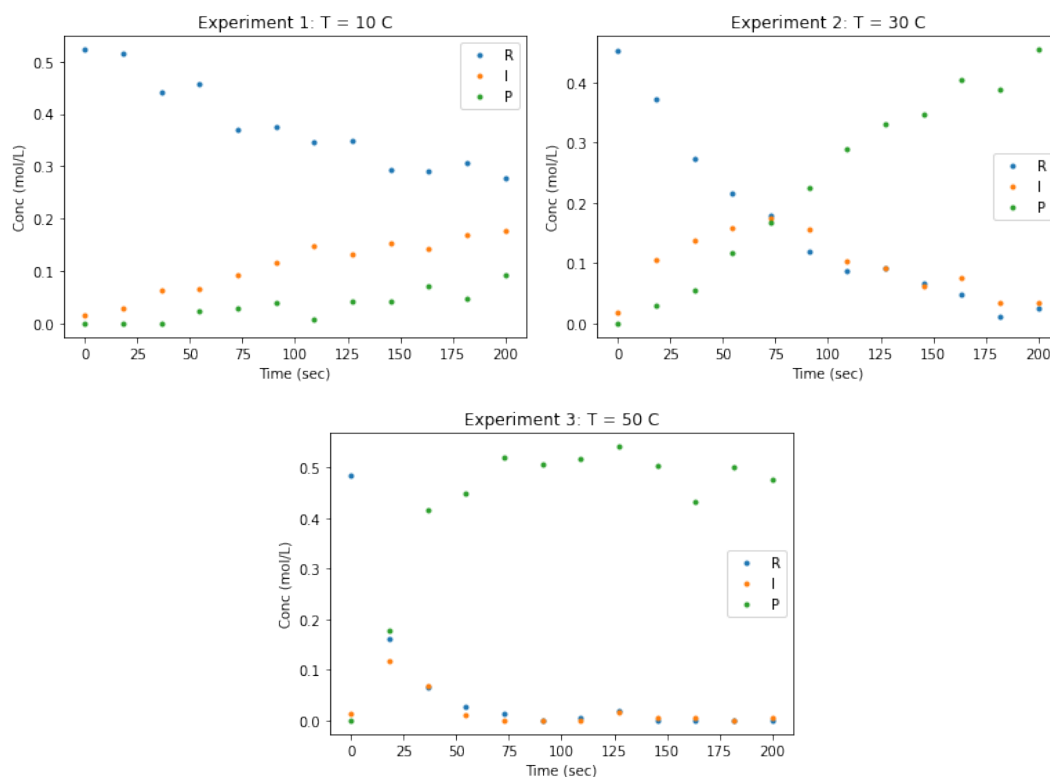 Experiment 1: T = 10 C
Conc (mol/L)
0.5
0.4
0.3
0.2
0.1
0.0
R
I
P
0 25 50 75 100 125 150 175 200
Time (sec)
Experiment 2: T = 30 C
Conc (mol/L)
0.4
0.3
0.2
0.1
0.0
R
I
P
0 25 50 75 100 125 150 175 200
Time (sec)
Experiment 3: T = 50 C
Conc (mol/L)
0.5
0.4
0.3
0.2
0.1
0.0
R
I
P
0 25 50 75 100 125 150 175 200
Time (sec)